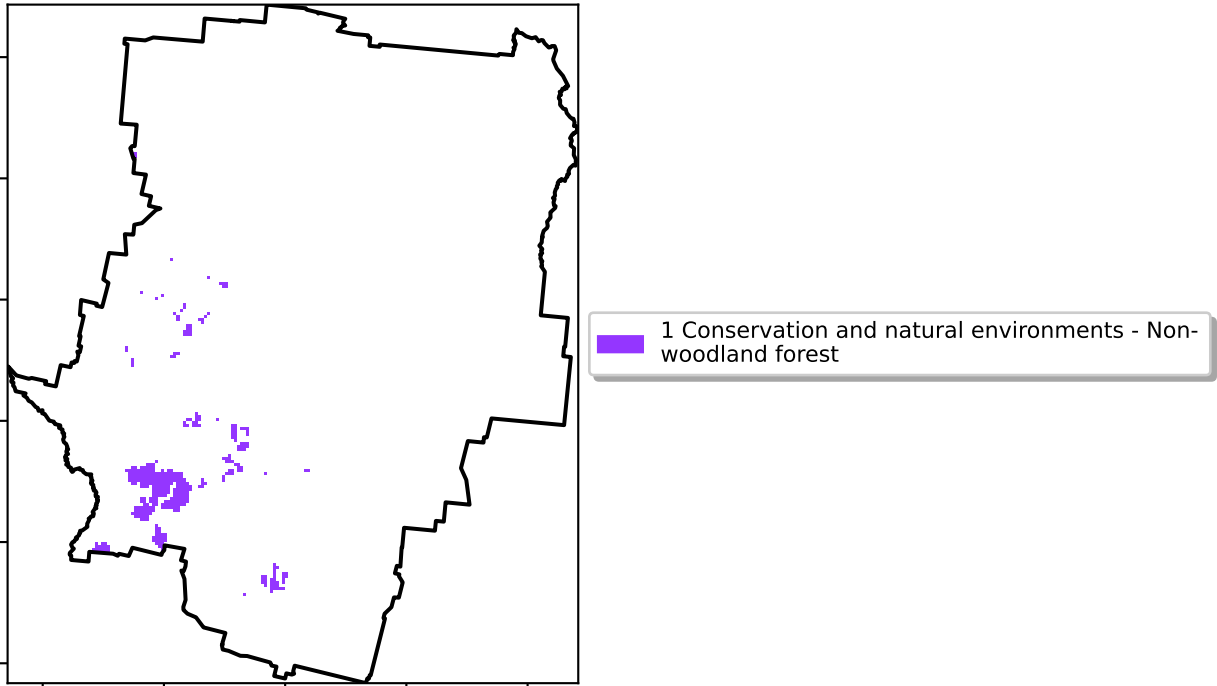 1 Conservation and natural environments - Non-
woodland forest